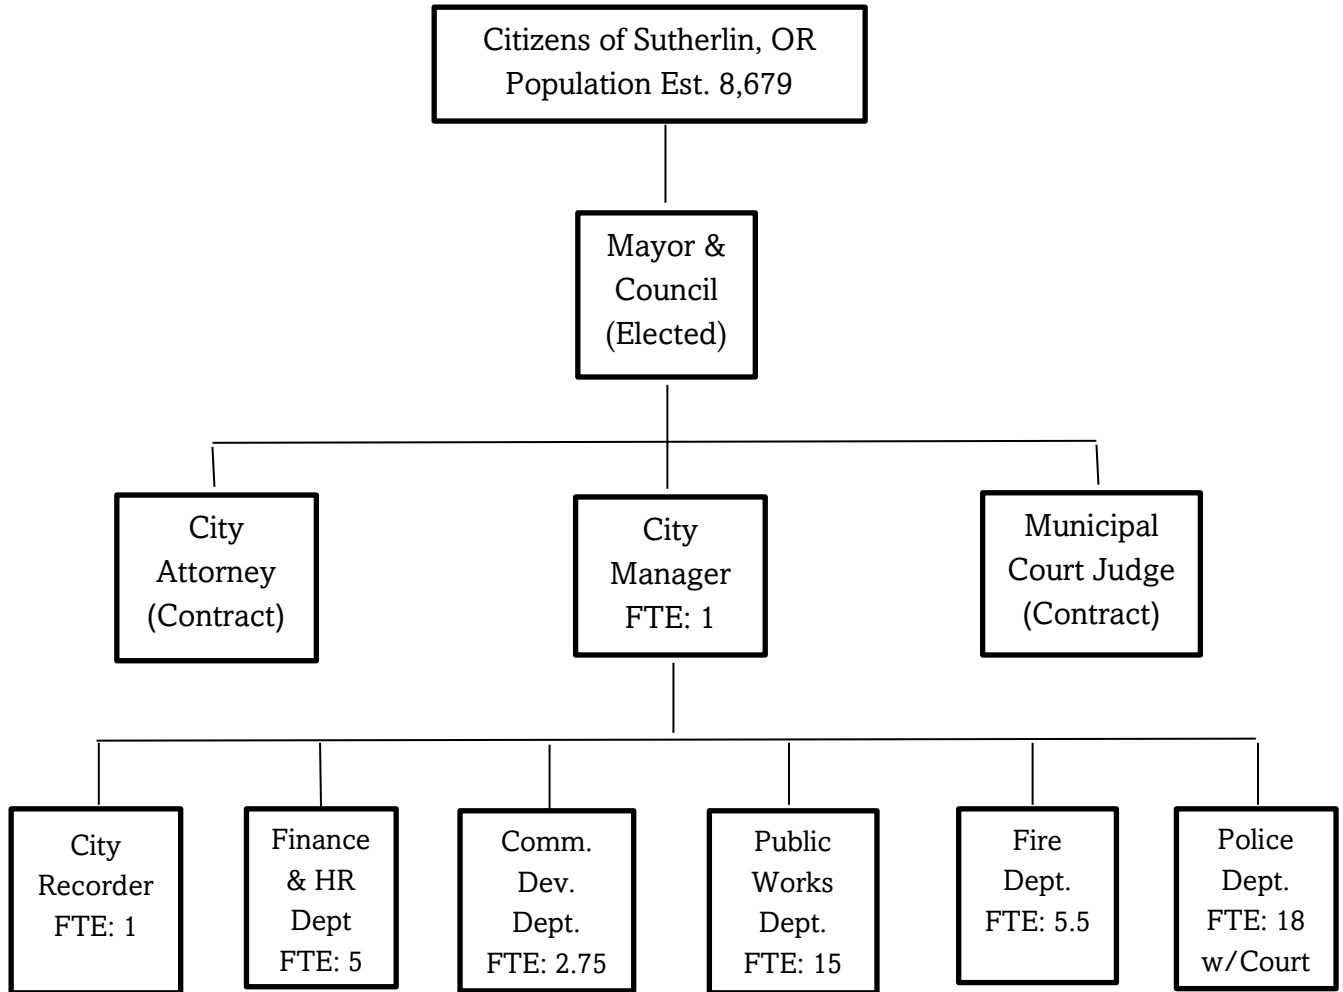 Citizens of Sutherlin, OR
Population Est. 8,679
Mayor &
Council
(Elected)
City
Attorney
(Contract)
City
Manager
FTE: 1
Municipal
Court Judge
(Contract)
City
Recorder
FTE: 1
Finance
& HR
Dept
FTE: 5
Comm.
Dev.
Dept.
FTE: 2.75
Public
Works
Dept.
FTE: 15
Fire
Dept.
FTE: 5.5
Police
Dept.
FTE: 18
w/Court